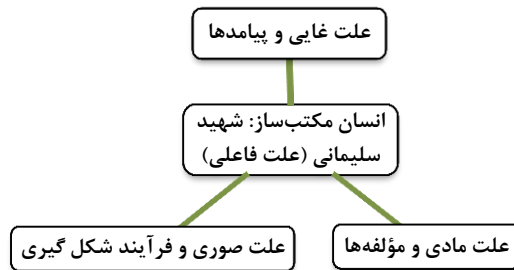 علت غایی و پیامدها
انسان مکتب‌ساز: شهید
سلیمانی (علت فاعلی)
علت مادی و مؤلفه‌ها
علت صوری و فرآیند شکل گیری